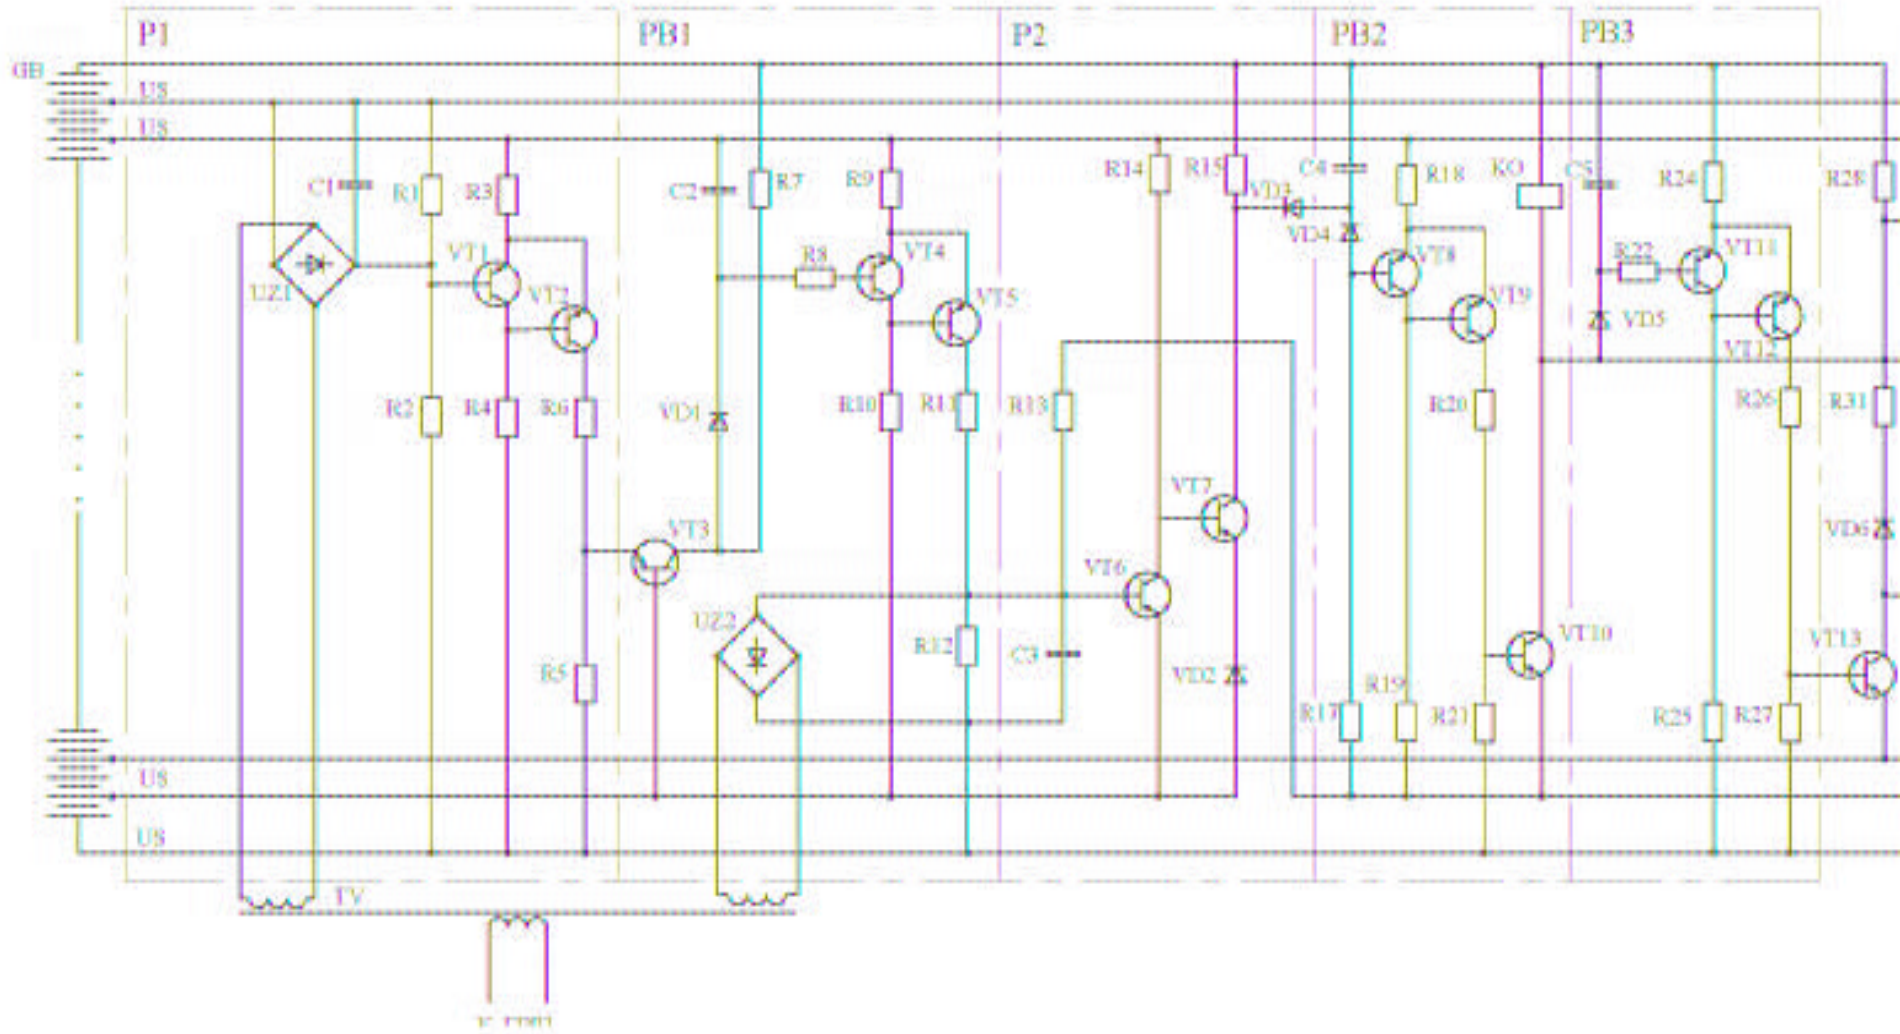 P1 PB1 P2 PB2 PB3
GB
US
US
R14 R15 C4 R18 KO C5 R24 R28
C1 R1 R3 C2 R7 R9
VD3
VD4
R8 VT4 VT8 R22 VT11
VT1
UZ1 VT2 VT5 VT9 VD5
VT12
R2 R4 R6 VD1 R10 R11 R13 R20 R26 R31
VT7
VT3 VD6
VT6
UZ2 R12 C3 VT10 VT13
R5 VD2 R19
R17 R21 R25 R27
US
US
TV